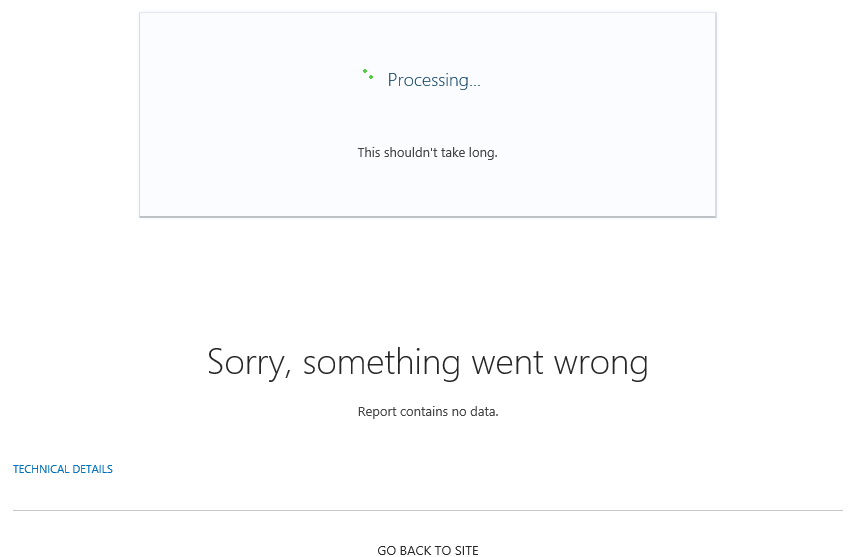 Processing...
This shouldn't take long.
Sorry, something went wrong
Report contains no data.
TECHNICAL DETAILS
GO BACK TO SITE